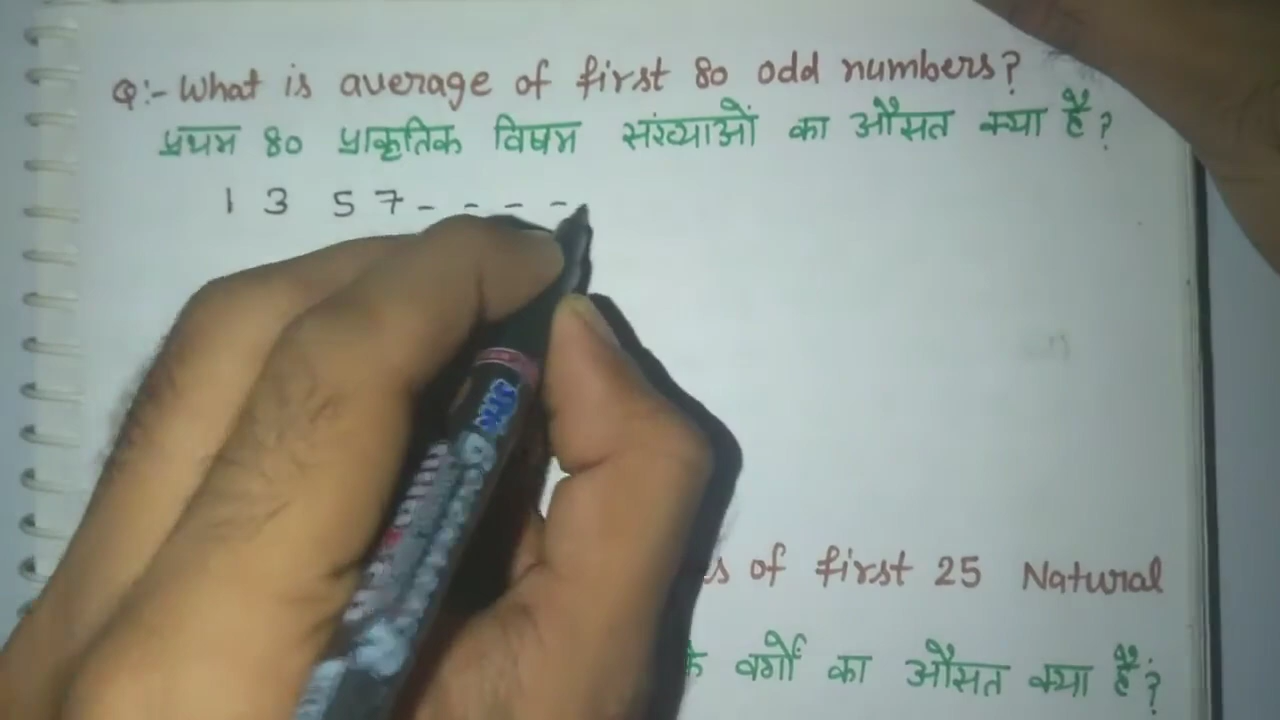 Q:- What is average of first 80 odd numbers?
प्रथम 80 प्राकृतिक विषम संख्याओं का औसत क्या है?
1 3 5 7 - - - -
of first 25 Natural
वर्गों का औसत क्या है?